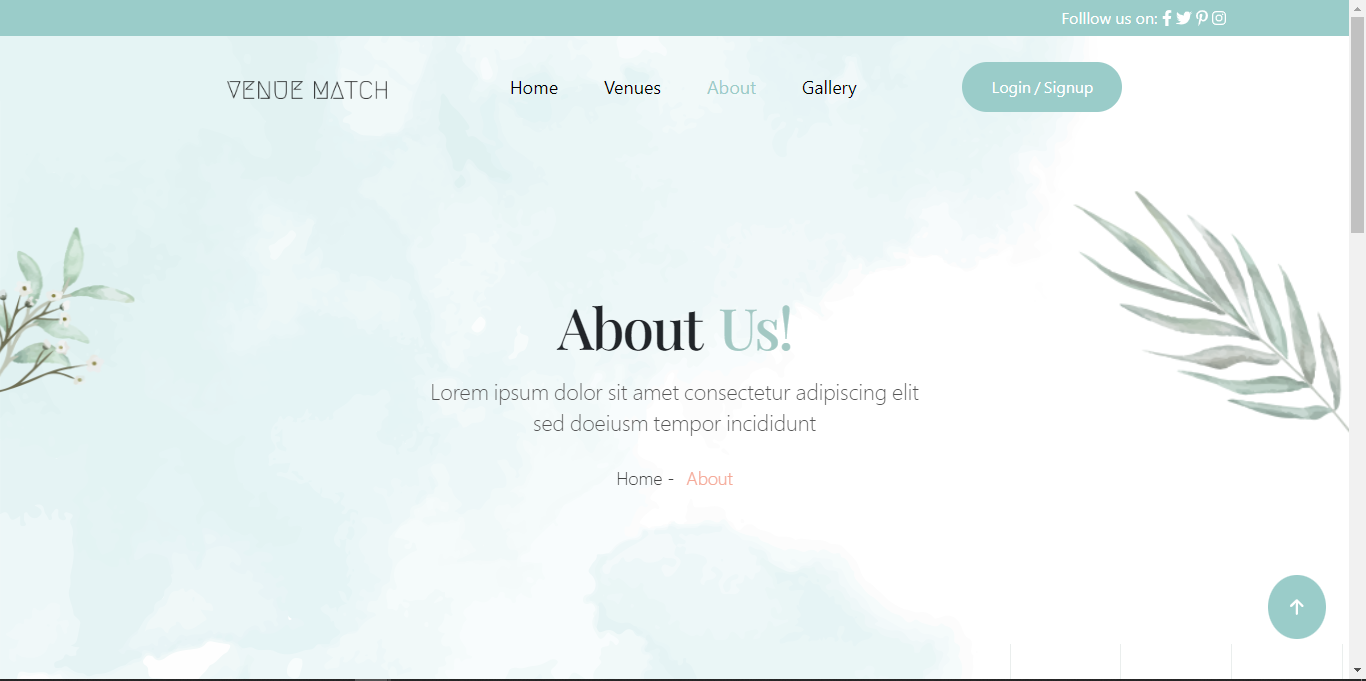 Folllow us on:
VENUE MATCH
Home Venues About Gallery
Login / Signup
About Us!
Lorem ipsum dolor sit amet consectetur adipiscing elit
sed doeiusm tempor incididunt
Home - About